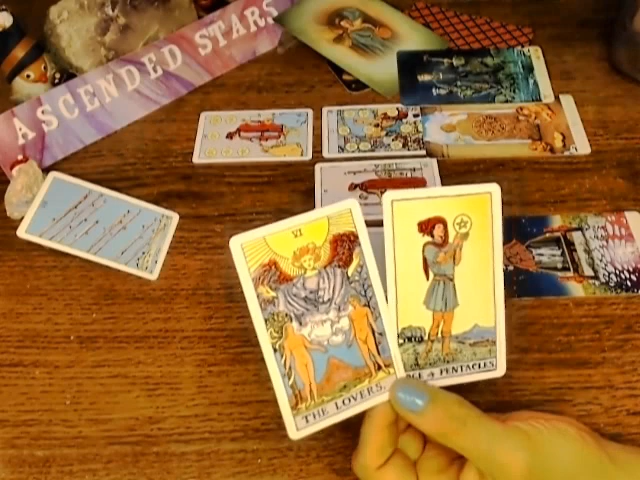 ASCENDED STARS
VI
THE LOVERS.
PAGE of PENTACLES.